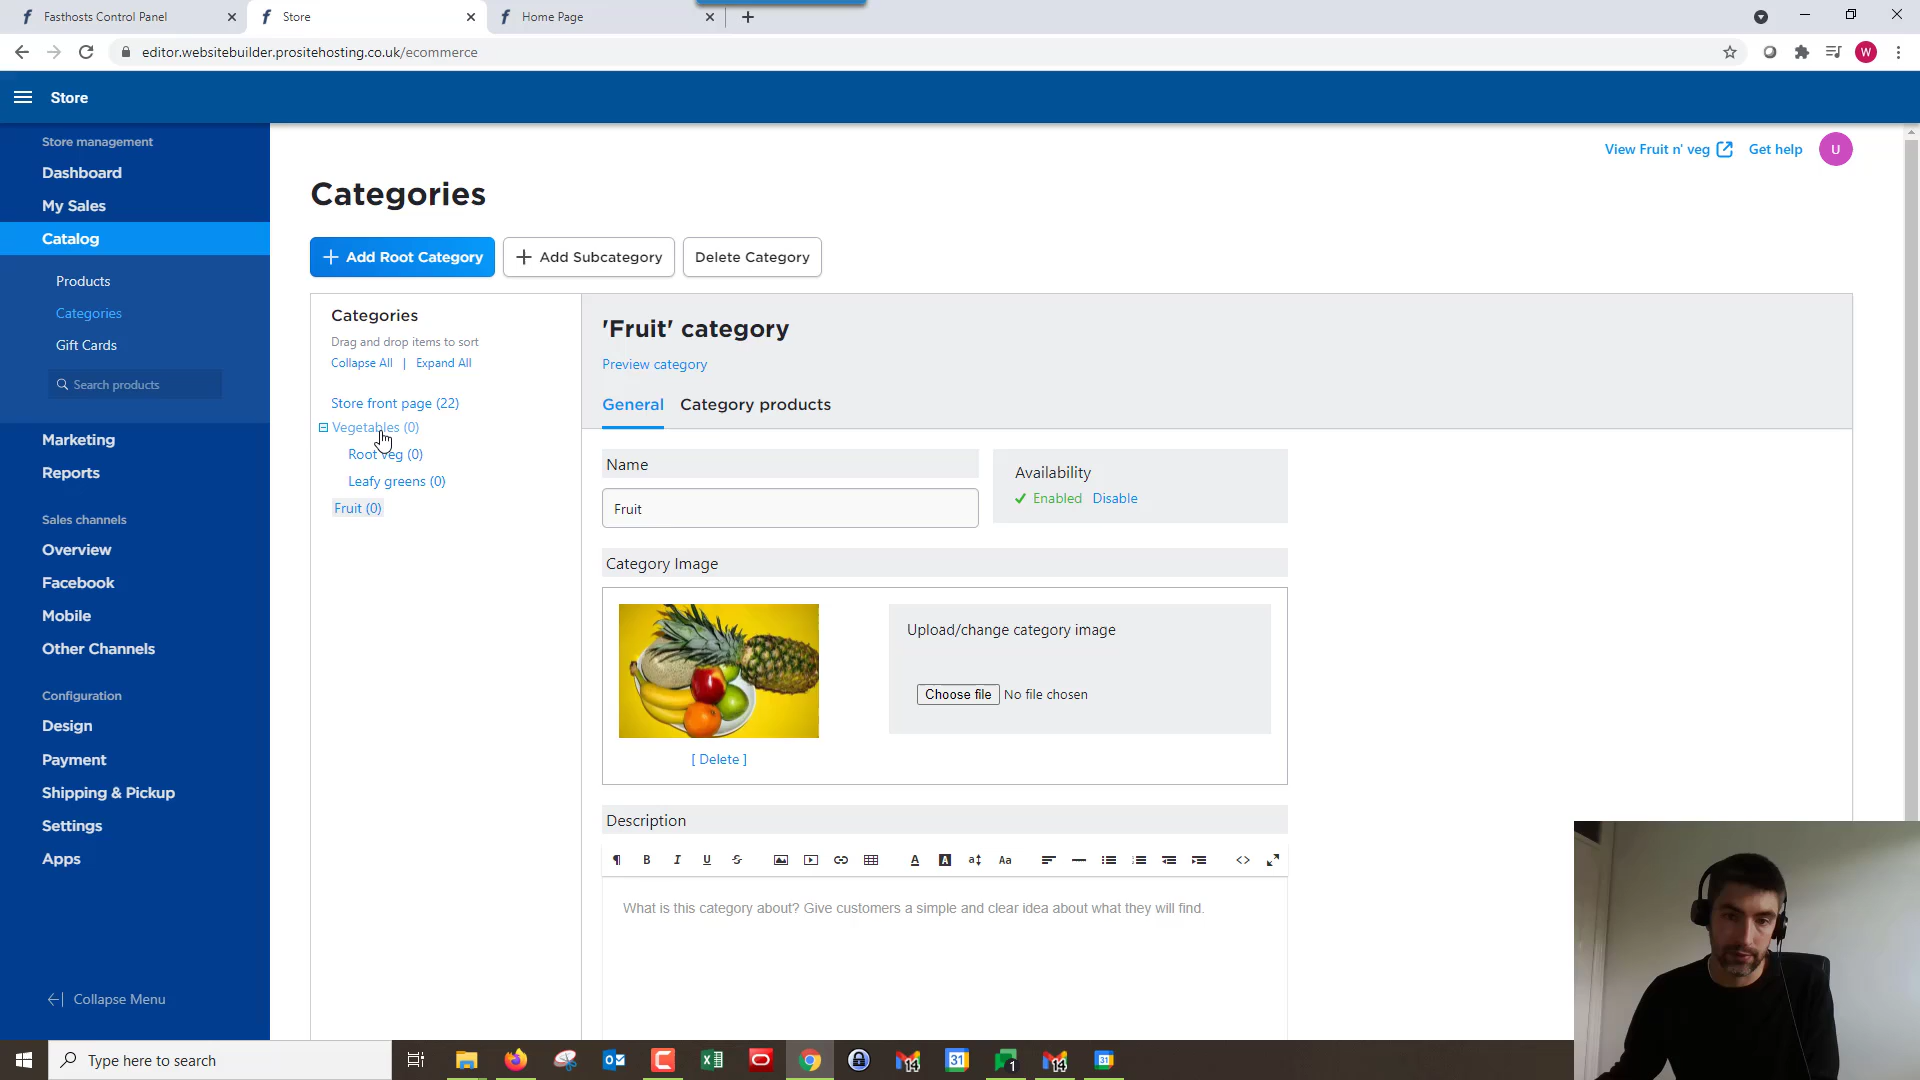 Fasthosts Control Panel
Store
Home Page
editor.websitebuilder.prositehosting.co.uk/ecommerce
W
Store
Store management
Dashboard
My Sales
Catalog
Products
Categories
Gift Cards
Search products
Marketing
Reports
Sales channels
Overview
Facebook
Mobile
Other Channels
Configuration
Design
Payment
Shipping & Pickup
Settings
Apps
Collapse Menu
View Fruit n' veg
Get help
U
Categories
+ Add Root Category
+ Add Subcategory
Delete Category
Categories
Drag and drop items to sort
Collapse All | Expand All
Store front page (22)
Vegetables (0)
Root veg (0)
Leafy greens (0)
Fruit (0)
'Fruit' category
Preview category
General
Category products
Name
Fruit
Availability
Enabled Disable
Category Image
Upload/change category image
Choose file No file chosen
[ Delete ]
Description
¶ B I U S A A a Aa <>
What is this category about? Give customers a simple and clear idea about what they will find.
Type here to search
14
31
1
14
31